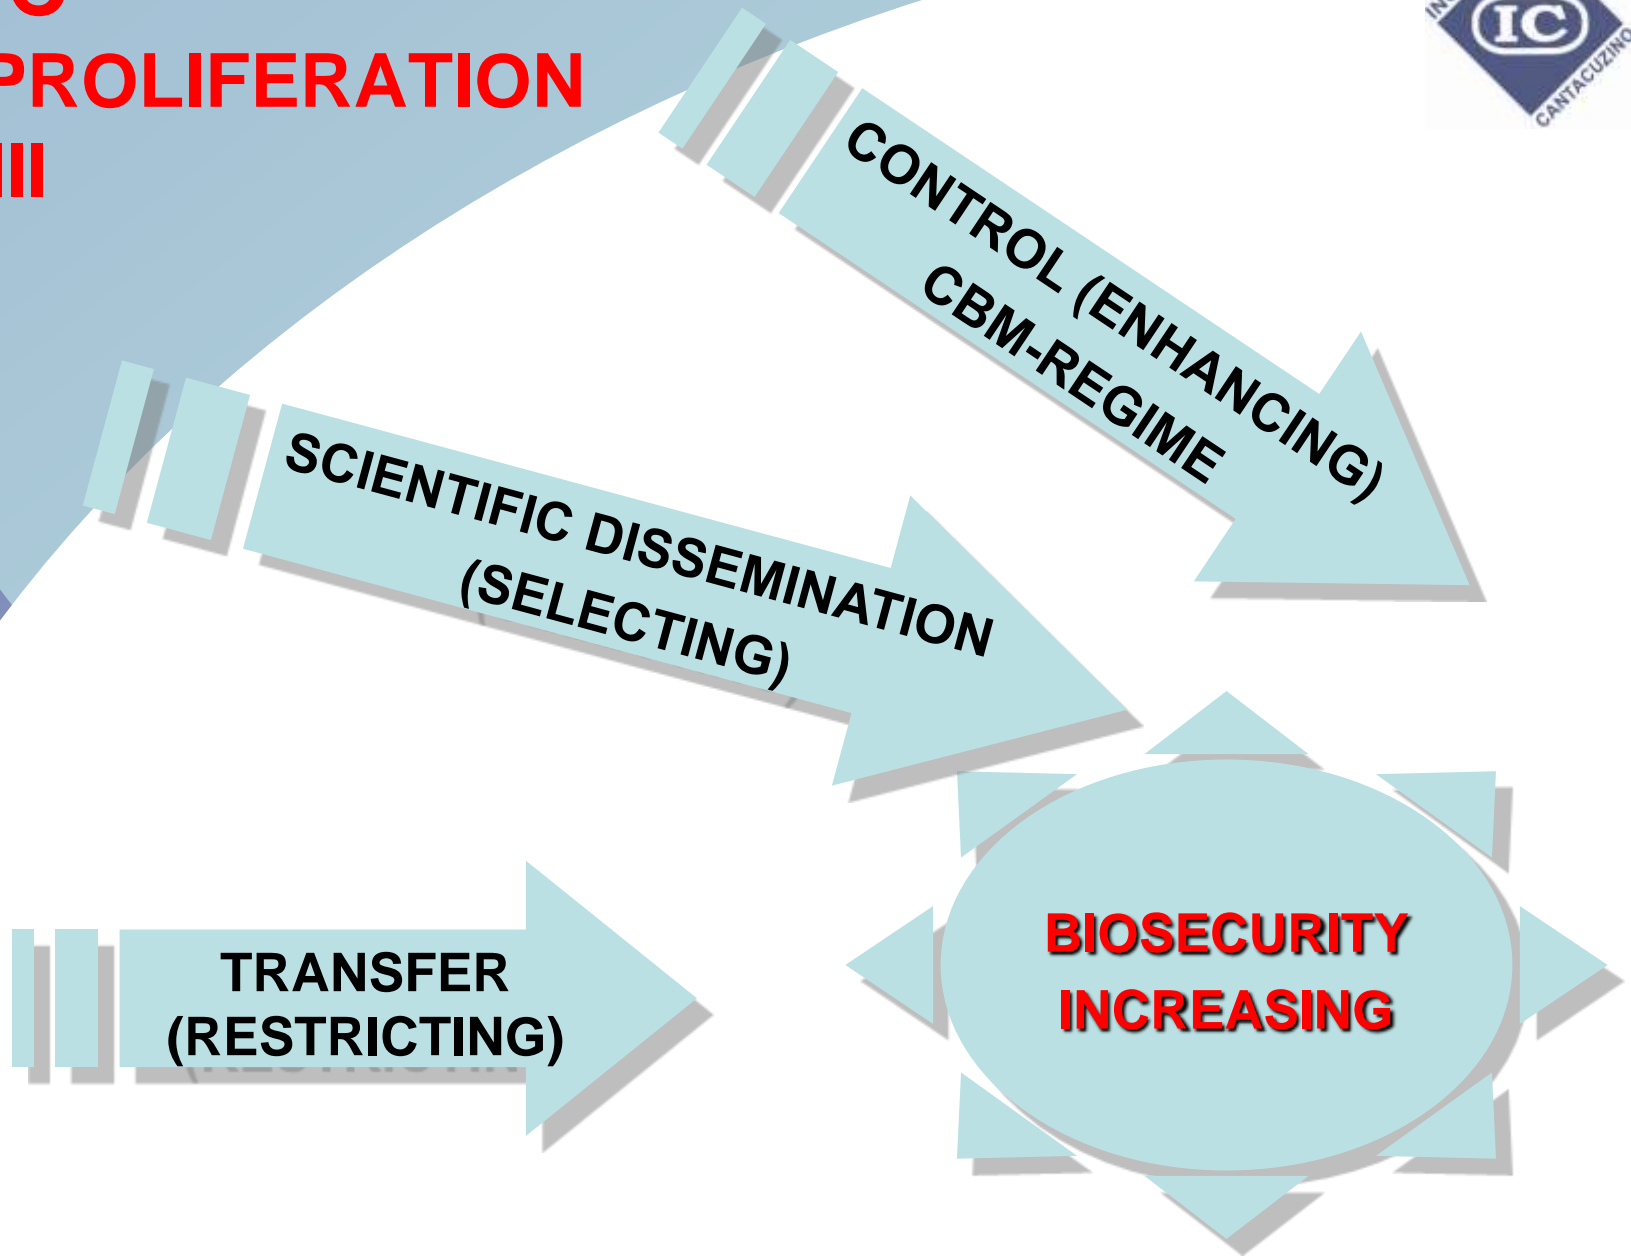 PROLIFERATION
III
IC
CANTACUZINO
CONTROL (ENHANCING)
CBM-REGIME
SCIENTIFIC DISSEMINATION
(SELECTING)
TRANSFER
(RESTRICTING)
BIOSECURITY
INCREASING